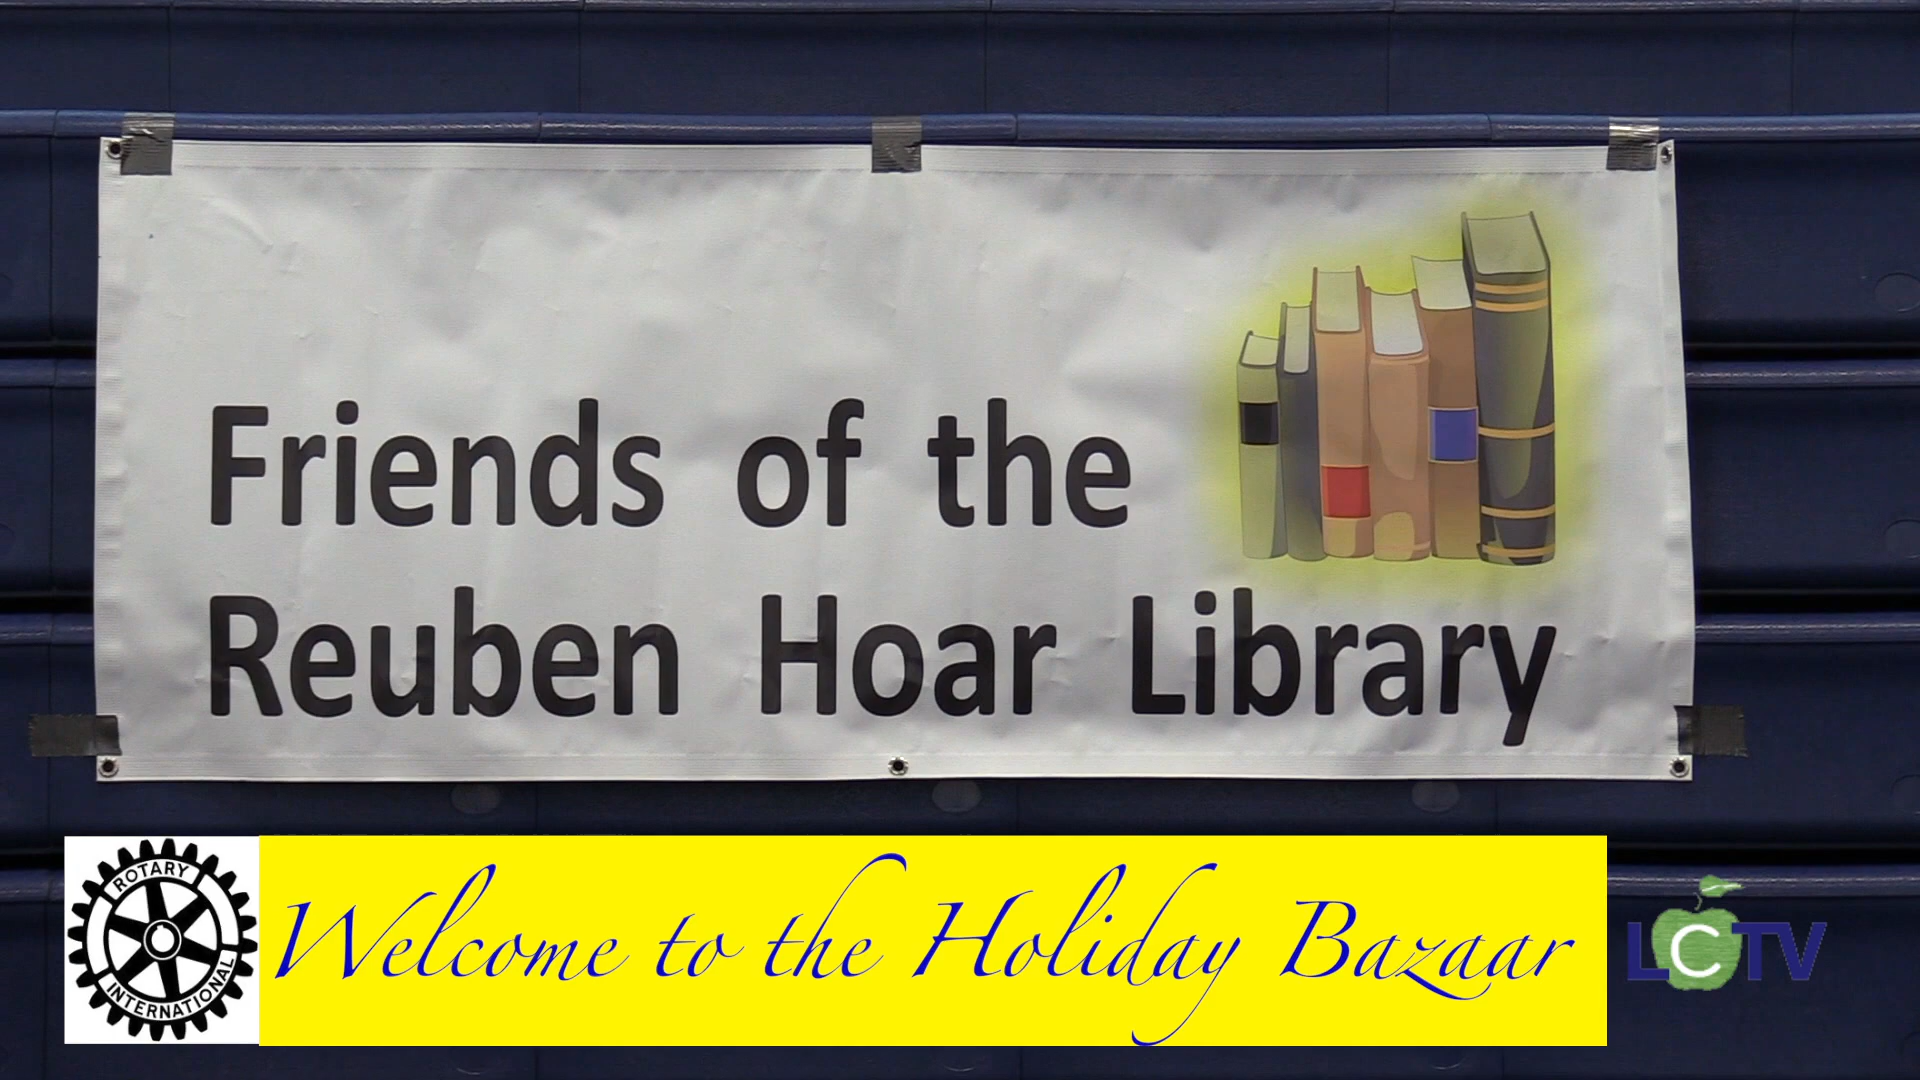 Friends of the
Reuben Hoar Library
ROTARY
INTERNATIONAL
Welcome to the Holiday Bazaar
LCTV